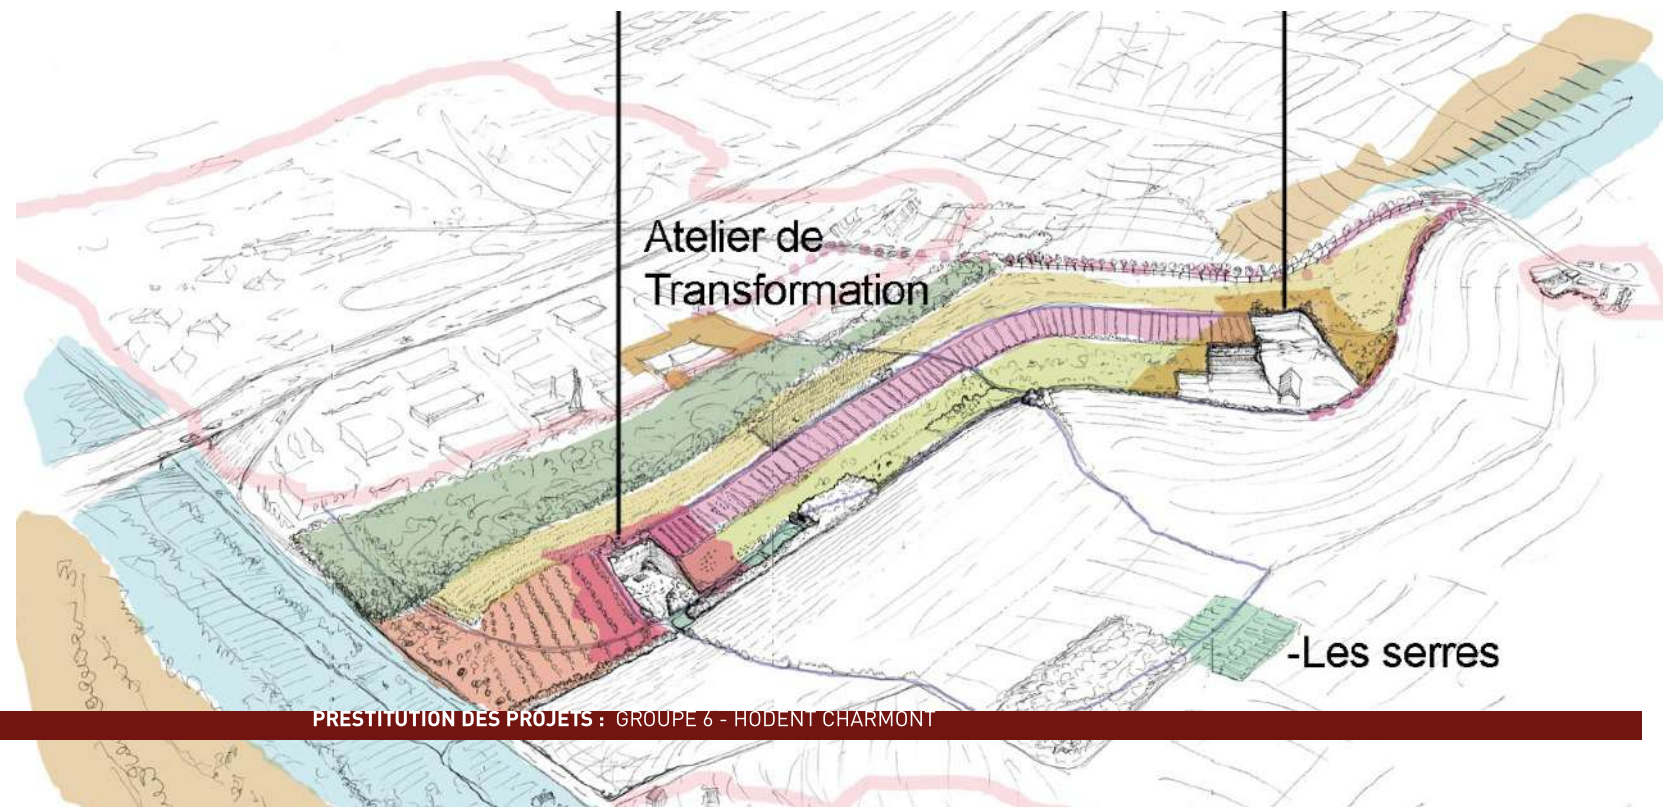 Atelier de
Transformation
-Les serres
PRESTITUTION DES PROJETS : GROUPE 6 - HODENT CHARMONT